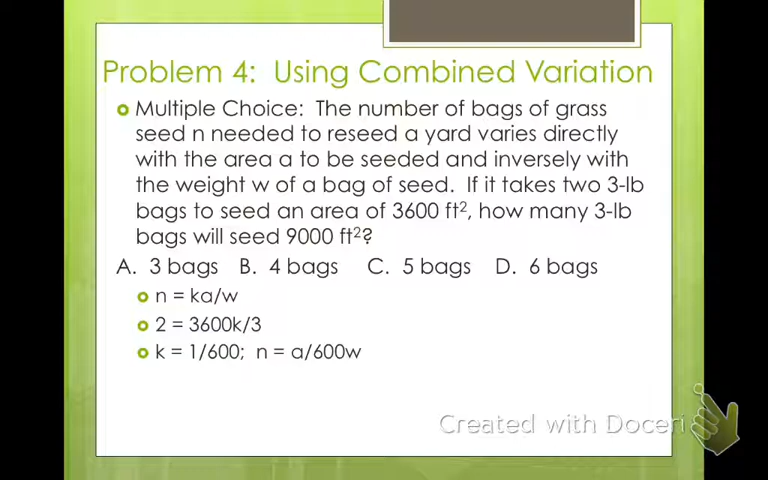 Problem 4: Using Combined Variation
Multiple Choice: The number of bags of grass
seed n needed to reseed a yard varies directly
with the area a to be seeded and inversely with
the weight w of a bag of seed. If it takes two 3-lb
bags to seed an area of 3600 ft², how many 3-lb
bags will seed 9000 ft²?
A. 3 bags B. 4 bags C. 5 bags D. 6 bags
n = ka/w
2 = 3600k/3
k = 1/600; n = a/600w
Created with Doceri